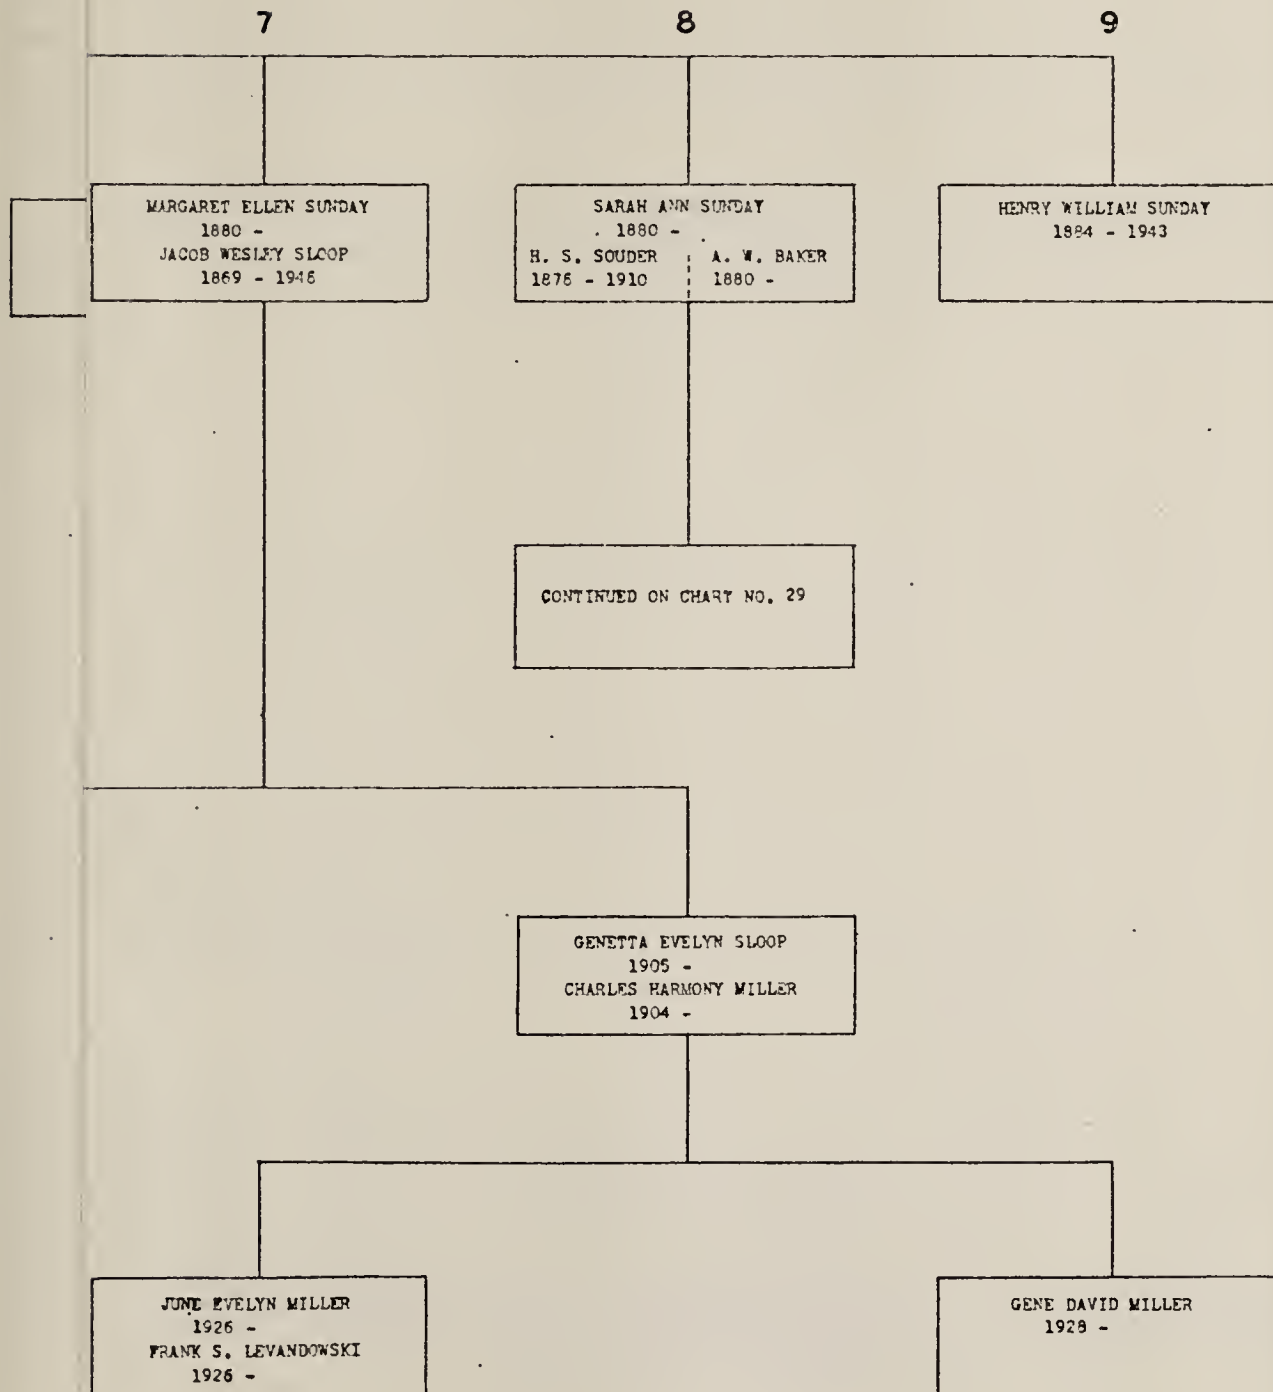 7 8 9
MARGARET ELLEN SUNDAY
1880 -
JACOB WESLEY SLOOP
1869 - 1946
SARAH ANN SUNDAY
1880 -
H. S. SOUDER A. W. BAKER
1876 - 1910 1880 -
HENRY WILLIAM SUNDAY
1884 - 1943
CONTINUED ON CHART NO. 29
GENETTA EVELYN SLOOP
1905 -
CHARLES HARMONY MILLER
1904 -
JUNE EVELYN MILLER
1926 -
FRANK S. LEVANDOWSKI
1926 -
GENE DAVID MILLER
1928 -